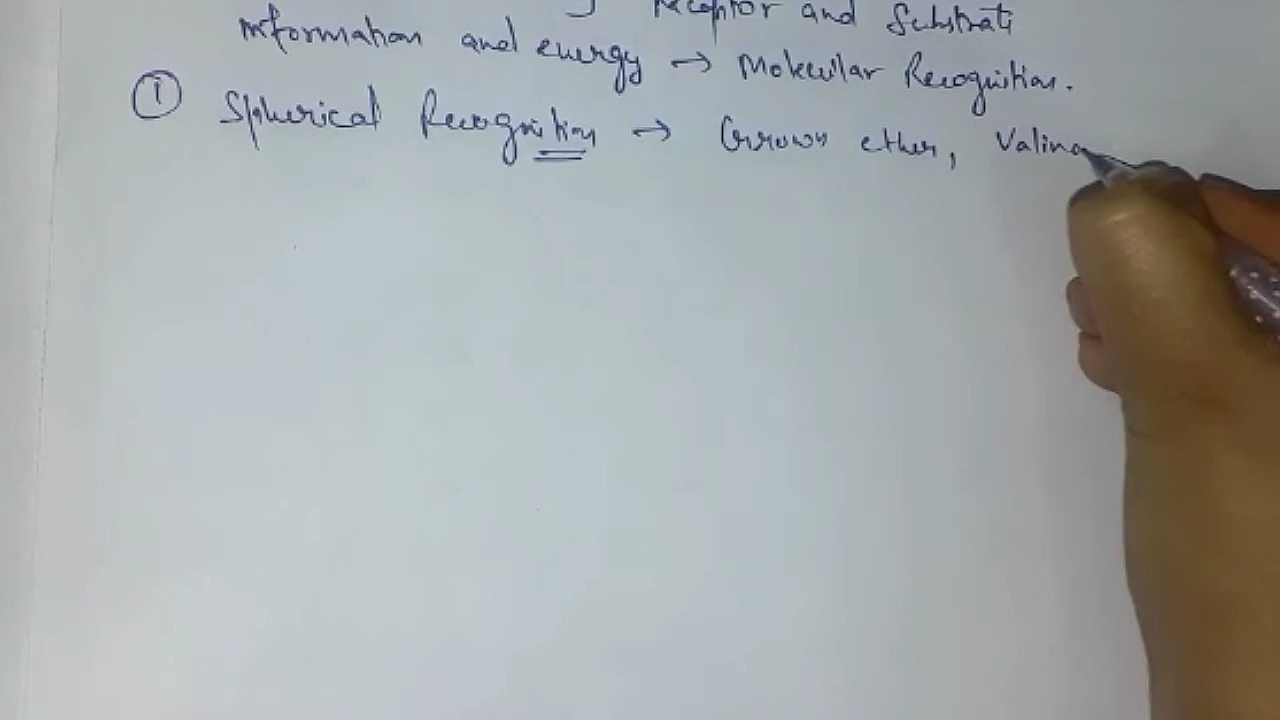 receptor and Substrate
information and energy → Molecular Recognition.
① Spherical Recognition → Crown ether, Valino